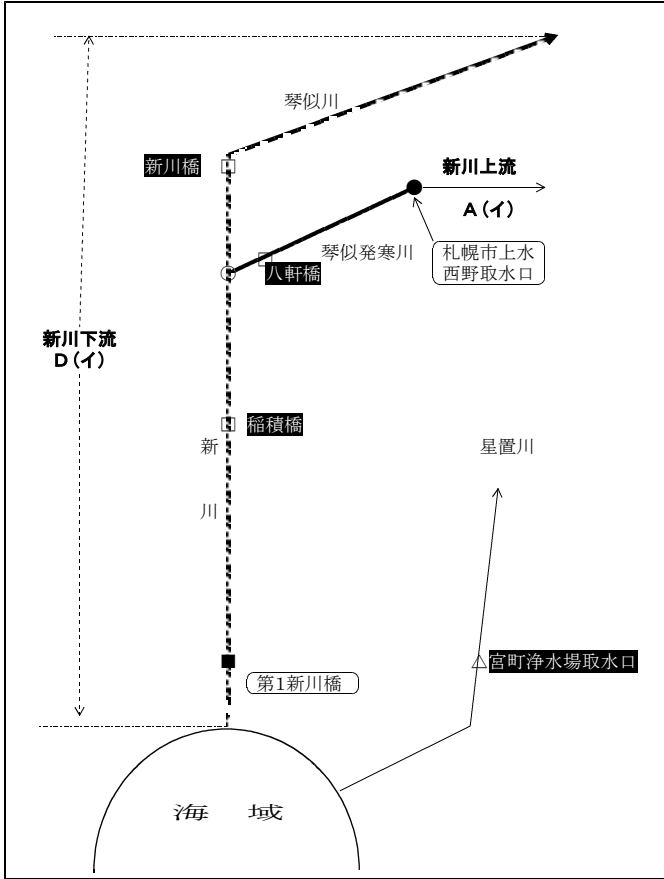 琴似川
新川橋
新川上流
A（イ）
琴似発寒川
札幌市上水
西野取水口
八軒橋
新川下流
D（イ）
稲積橋
新
川
星置川
宮町浄水場取水口
第1新川橋
海 域